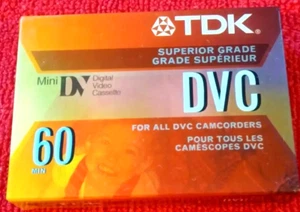 TDK
SUPERIOR GRADE
GRADE SUPÉRIEUR
Mini DV Digital Video Cassette
DVC
60
MIN
FOR ALL DVC CAMCORDERS
POUR TOUS LES
CAMÉSCOPES DVC